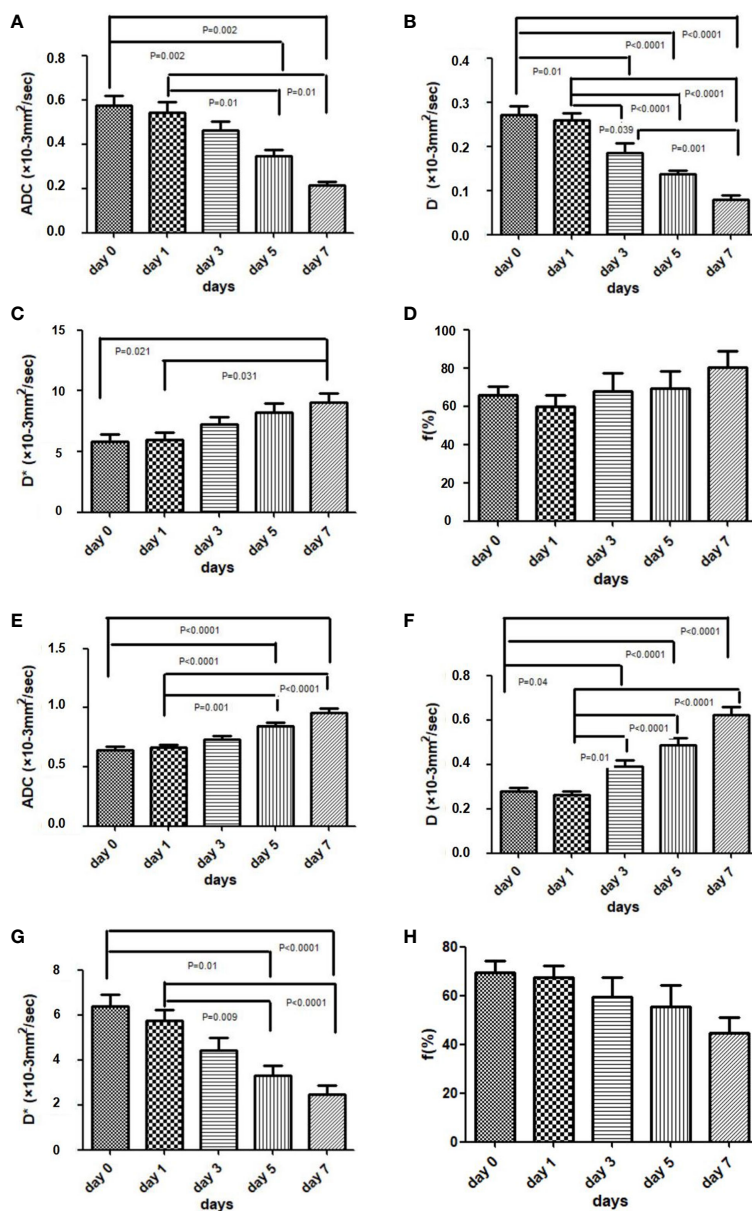 A
P=0.002
P=0.002
P=0.01
P=0.01
ADC (×10-3mm²/sec)
0.8
0.6
0.4
0.2
0.0
day 0
day 1
day 3
day 5
day 7
days
B
P<0.0001
P<0.0001
P=0.01
P<0.0001
P<0.0001
P=0.039
P=0.001
D' (×10-3mm²/sec)
0.4
0.3
0.2
0.1
0.0
day 0
day 1
day 3
day 5
day 7
days
C
P=0.021
P=0.031
D* (×10-3mm²/sec)
15
10
5
0
day 0
day 1
day 3
day 5
day 7
days
D
f(%)
100
80
60
40
20
0
day 0
day 1
day 3
day 5
day 7
days
E
P<0.0001
P<0.0001
P<0.0001
P=0.001
ADC (×10-3mm²/sec)
1.5
1.0
0.5
0.0
day 0
day 1
day 3
day 5
day 7
days
F
P<0.0001
P<0.0001
P=0.04
P<0.0001
P<0.0001
P=0.01
D (×10-3mm²/sec)
0.8
0.6
0.4
0.2
0.0
day 0
day 1
day 3
day 5
day 7
days
G
P<0.0001
P=0.01
P<0.0001
P=0.009
D* (×10-3mm²/sec)
8
6
4
2
0
day 0
day 1
day 3
day 5
day 7
days
H
f(%)
80
60
40
20
0
day 0
day 1
day 3
day 5
day 7
days